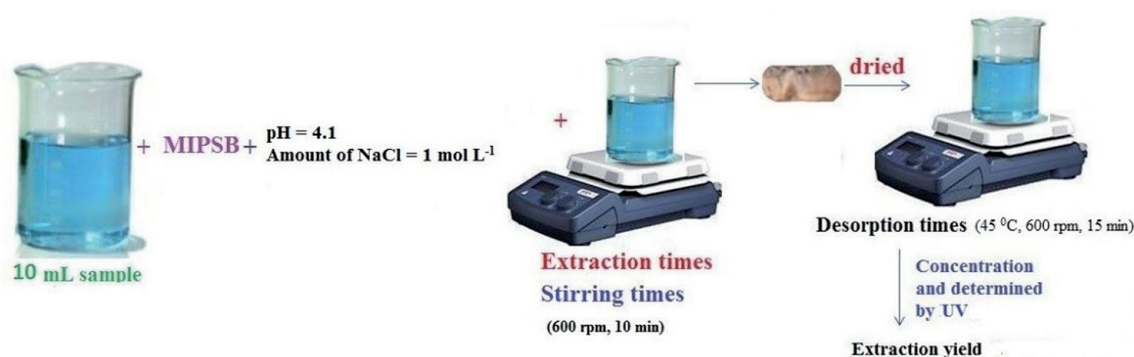 10 mL sample
+ MIPSB +
pH = 4.1
Amount of NaCl = 1 mol L⁻¹
+
Extraction times
Stirring times
(600 rpm, 10 min)
dried
Desorption times (45 ⁰C, 600 rpm, 15 min)
Concentration
and determined
by UV
Extraction yield